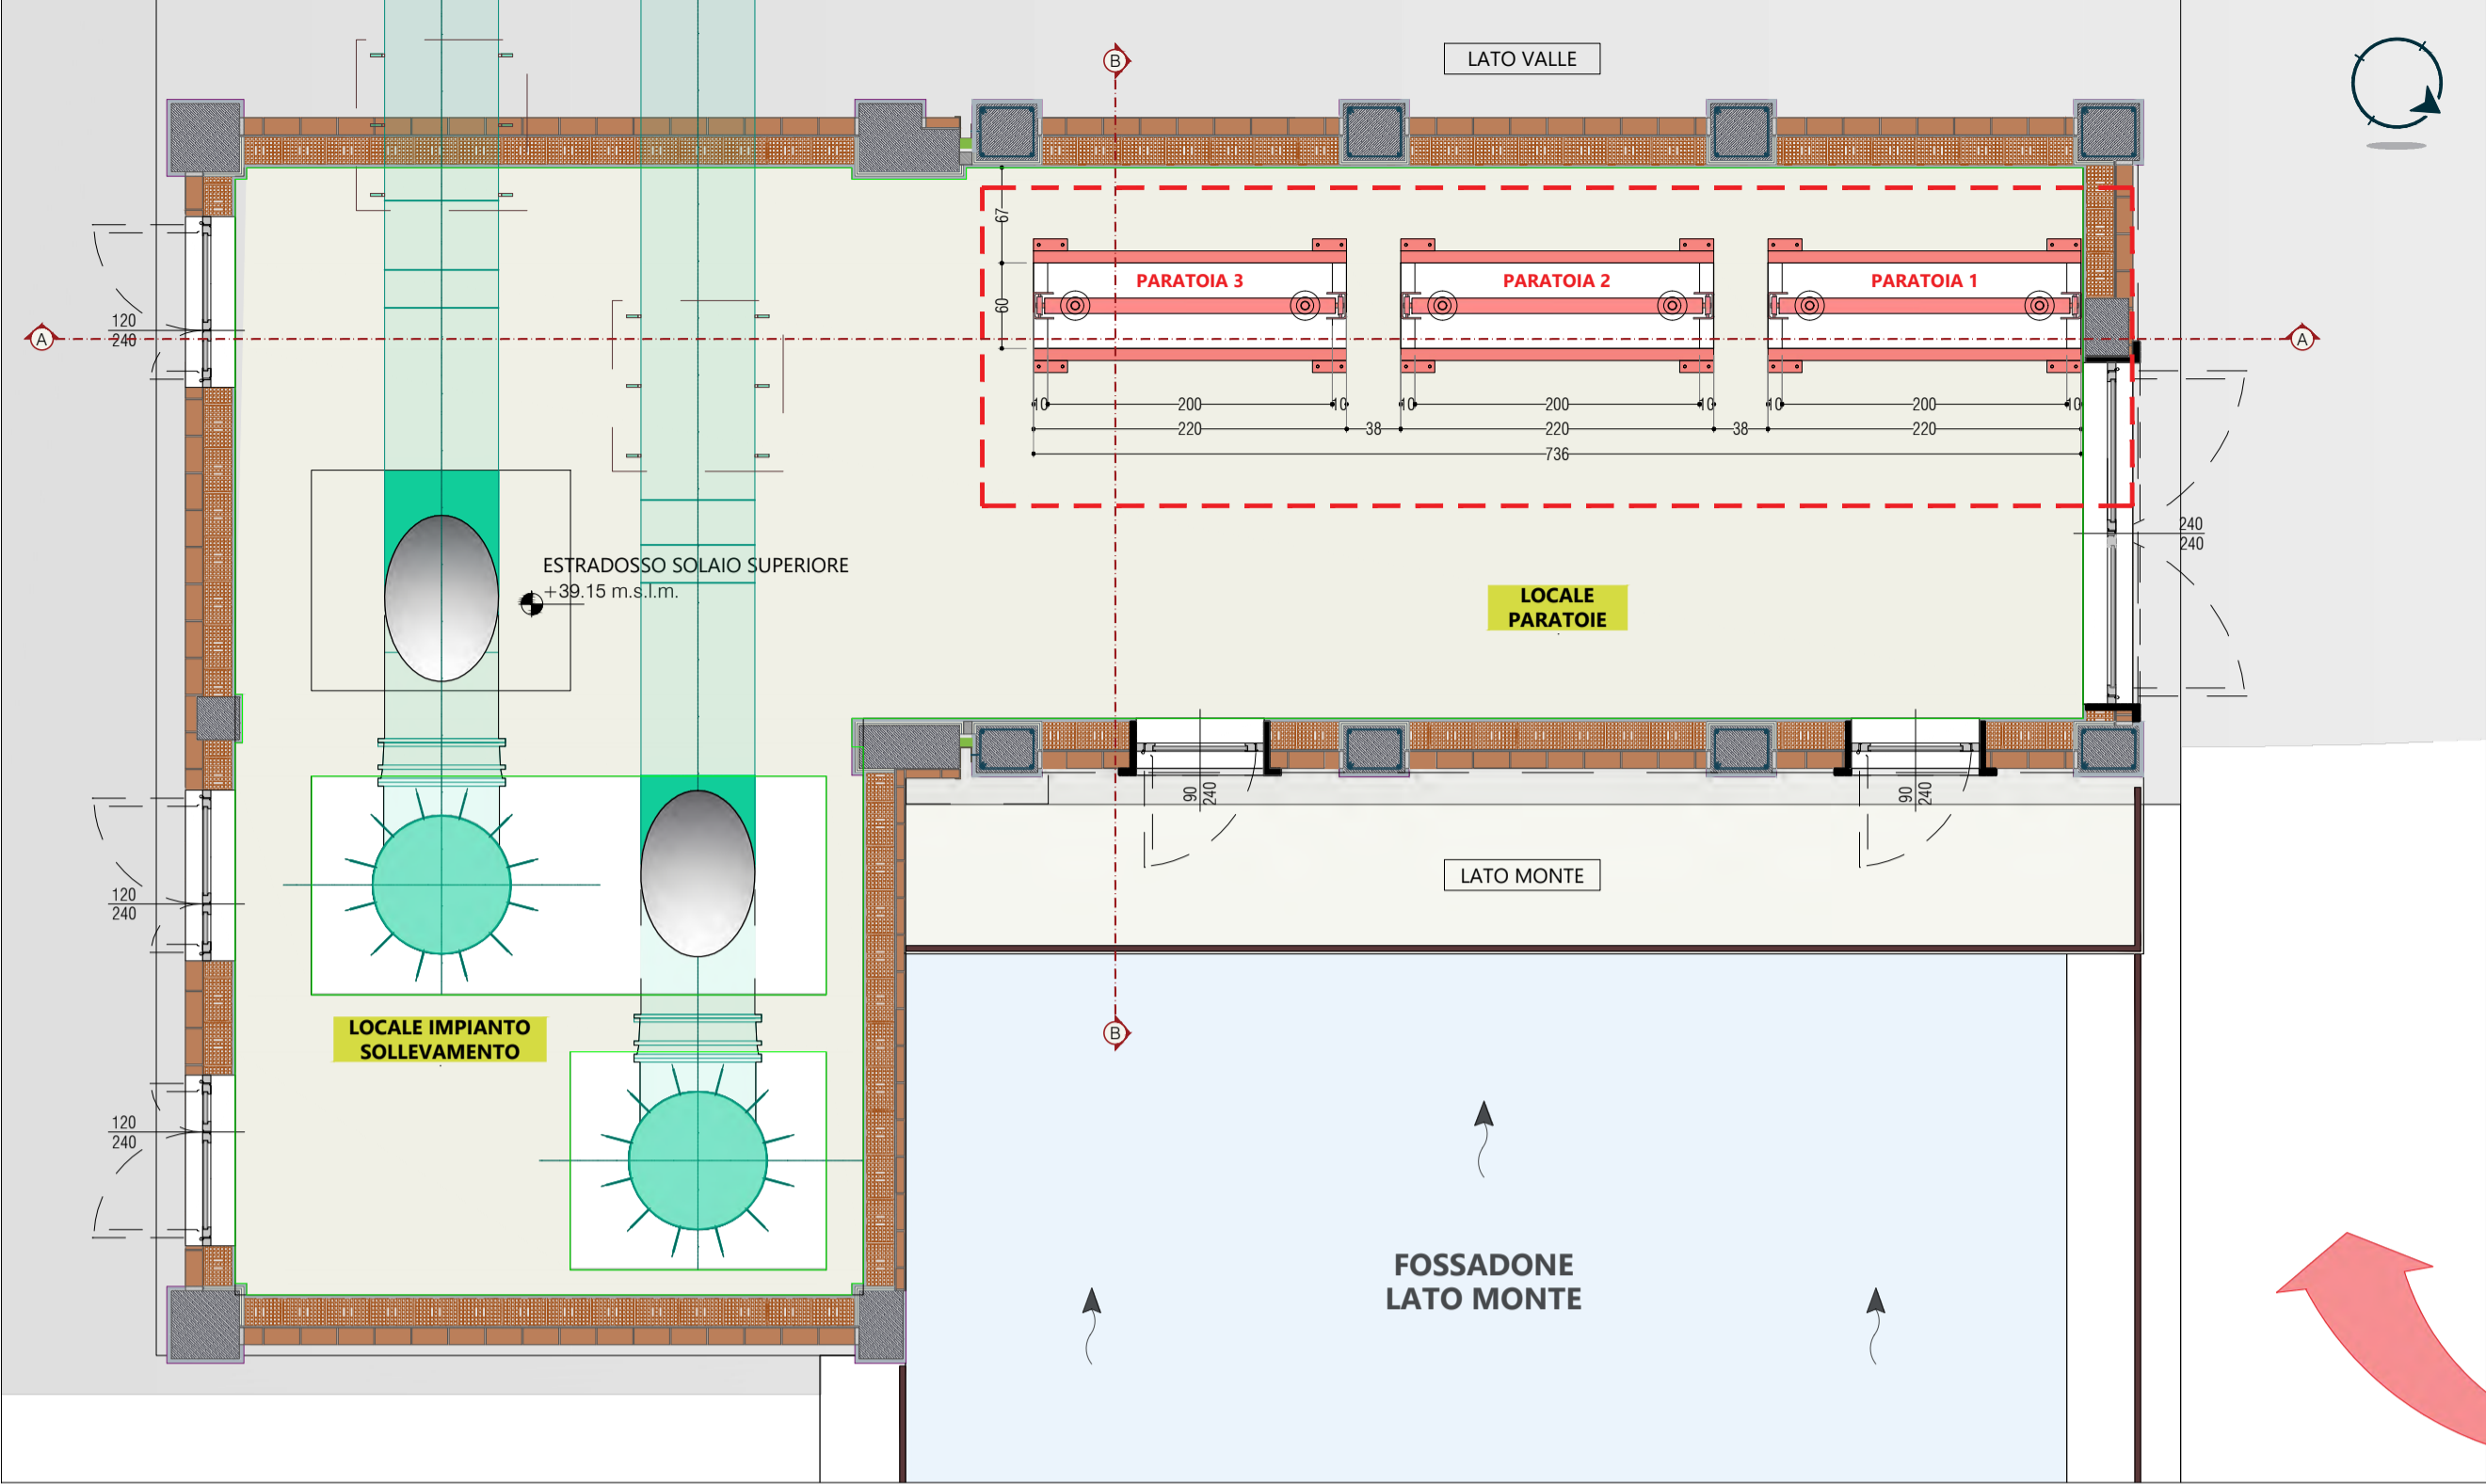 B
LATO VALLE
67
60
PARATOIA 3
PARATOIA 2
PARATOIA 1
120
240
A
A
10
200
10
10
200
10
10
200
10
220
38
220
38
220
736
240
240
ESTRADOSSO SOLAIO SUPERIORE
+39.15 m.s.l.m.
LOCALE
PARATOIE
90
240
90
240
120
240
LATO MONTE
LOCALE IMPIANTO
SOLLEVAMENTO
B
120
240
FOSSADONE
LATO MONTE